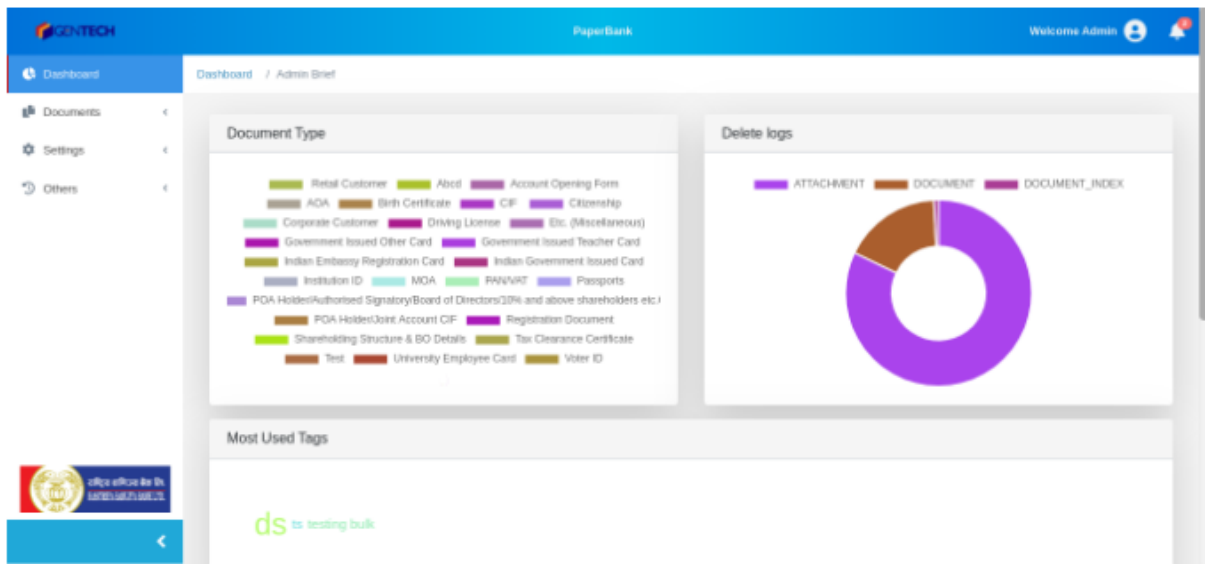 GENTECH
PaperBank
Welcome Admin
Dashboard
Documents
Settings
Others
Dashboard / Admin Brief
Document Type
Retail Customer Abcd Account Opening Form
AOA Birth Certificate CIF Citizenship
Corporate Customer Driving License Etc. (Miscellaneous)
Government Issued Other Card Government Issued Teacher Card
Indian Embassy Registration Card Indian Government Issued Card
Institution ID MOA PAN/VAT Passports
POA Holder/Authorised Signatory/Board of Directors/10% and above shareholders etc.
POA Holder/Joint Account CIF Registration Document
Shareholding Structure & BO Details Tax Clearance Certificate
Test University Employee Card Voter ID
Delete logs
ATTACHMENT DOCUMENT DOCUMENT_INDEX
Most Used Tags
ds ts testing bulk